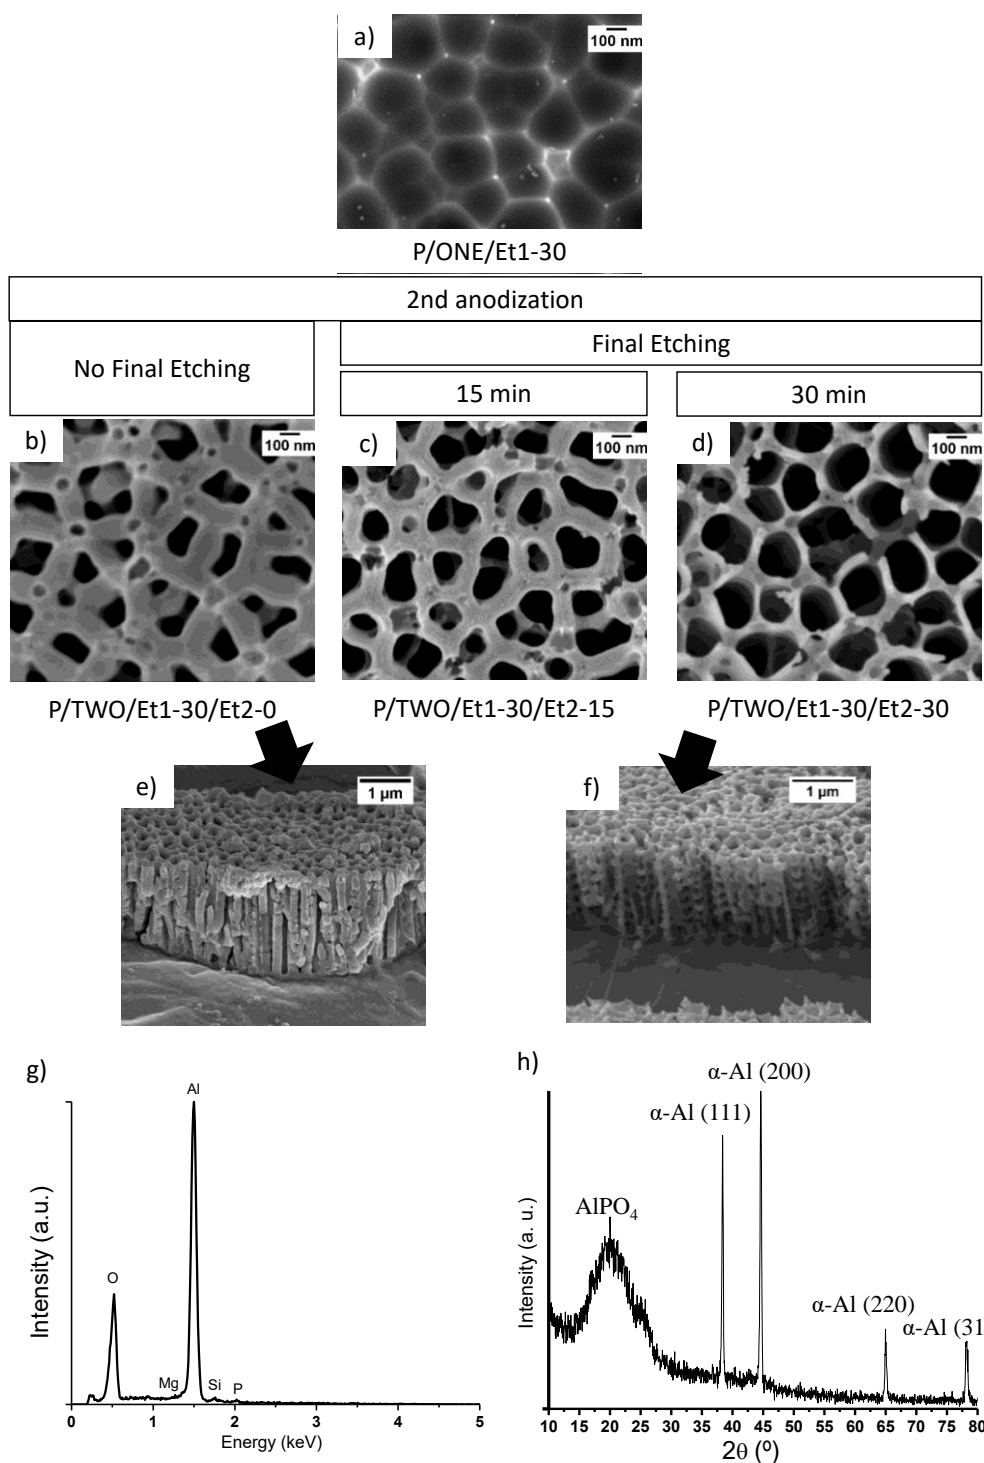 a)
100 nm
P/ONE/Et1-30
2nd anodization
No Final Etching
Final Etching
15 min
30 min
b)
100 nm
c)
100 nm
d)
100 nm
P/TWO/Et1-30/Et2-0
P/TWO/Et1-30/Et2-15
P/TWO/Et1-30/Et2-30
e)
1 µm
f)
1 µm
g)
Al
O
Mg
Si
P
Intensity (a.u.)
0
1
2
3
4
5
Energy (keV)
h)
α-Al (200)
α-Al (111)
AlPO₄
α-Al (220)
α-Al (31
Intensity (a. u.)
10 15 20 25 30 35 40 45 50 55 60 65 70 75 80
2θ (º)